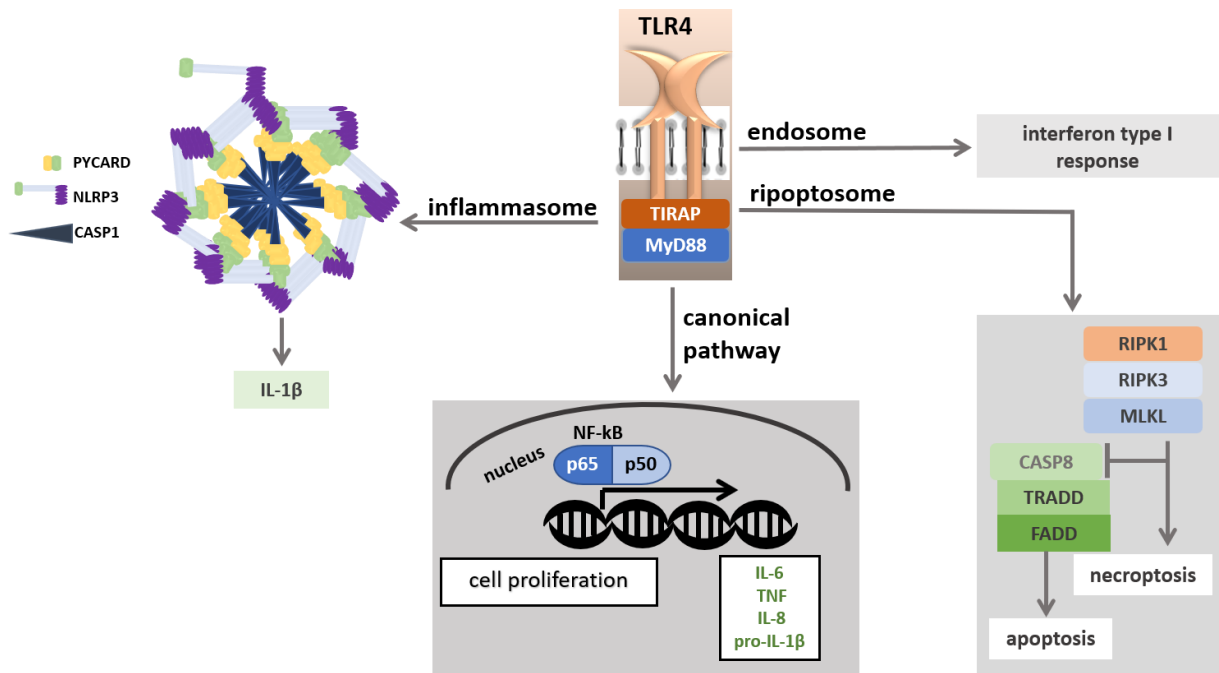 TLR4
PYCARD
NLRP3
CASP1
inflammasome
IL-1β
TIRAP
MyD88
endosome
interferon type I
response
ripoptosome
canonical
pathway
nucleus
NF-kB
p65 p50
cell proliferation
IL-6
TNF
IL-8
pro-IL-1β
RIPK1
RIPK3
MLKL
CASP8
TRADD
FADD
necroptosis
apoptosis